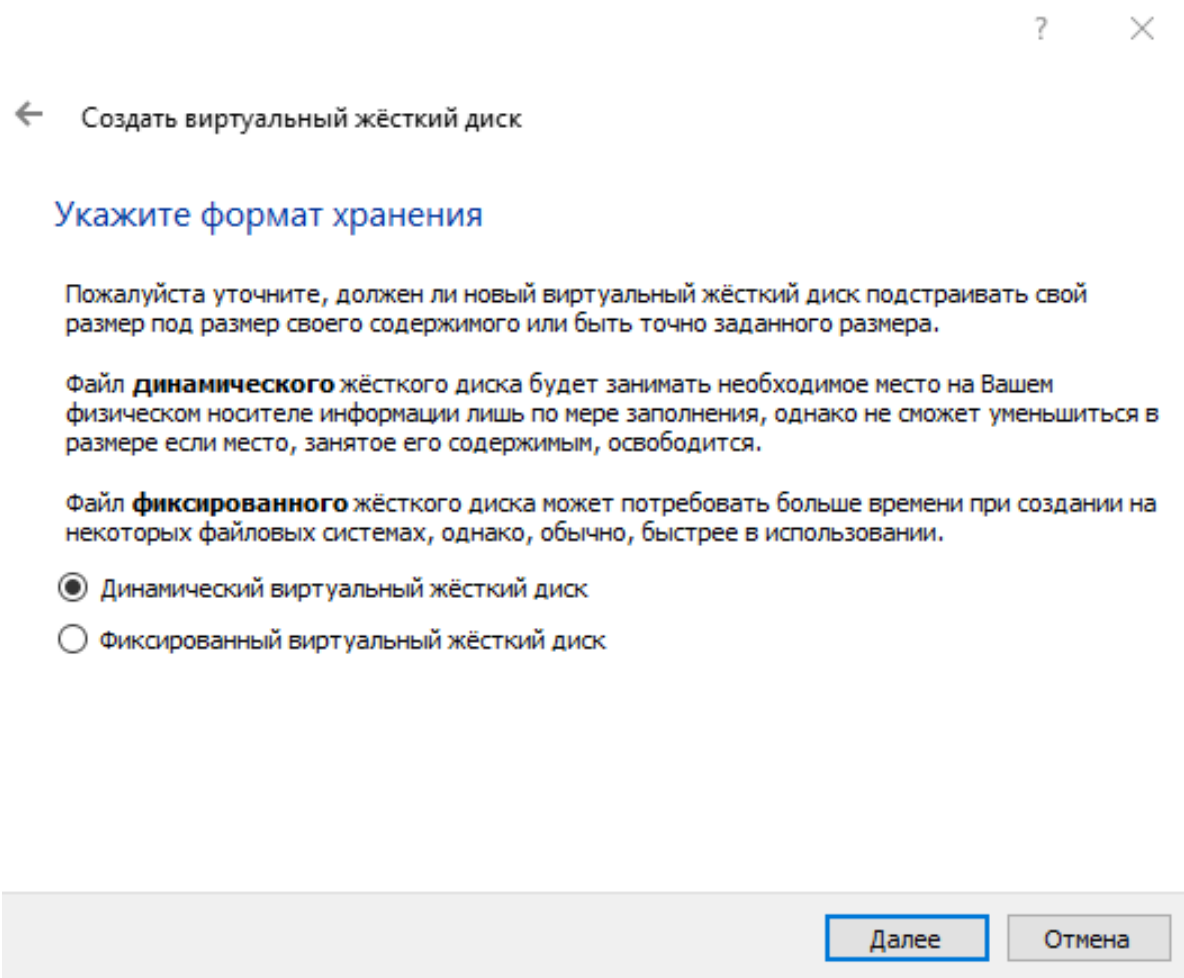 ?
Создать виртуальный жёсткий диск
Укажите формат хранения
Пожалуйста уточните, должен ли новый виртуальный жёсткий диск подстраивать свой
размер под размер своего содержимого или быть точно заданного размера.
Файл динамического жёсткого диска будет занимать необходимое место на Вашем
физическом носителе информации лишь по мере заполнения, однако не сможет уменьшиться в
размере если место, занятое его содержимым, освободится.
Файл фиксированного жёсткого диска может потребовать больше времени при создании на
некоторых файловых системах, однако, обычно, быстрее в использовании.
Динамический виртуальный жёсткий диск
Фиксированный виртуальный жёсткий диск
Далее Отмена